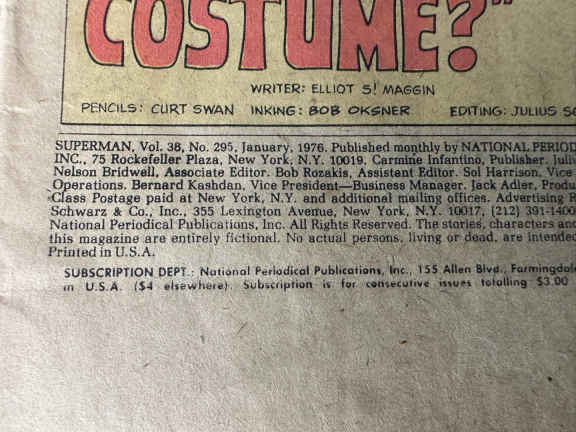 COSTUME?"
WRITER: ELLIOT S! MAGGIN
PENCILS: CURT SWAN INKING: BOB OKSNER EDITING: JULIUS
SUPERMAN, Vol. 38, No. 295, January, 1976. Published monthly by NATIONAL
INC., 75 Rockefeller Plaza, New York, N.Y. 10019. Carmine Infantino, Publisher.
Nelson Bridwell, Associate Editor. Bob Rozakis, Assistant Editor. Sol Harrison, Vice
Operations. Bernard Kashdan, Vice President—Business Manager. Jack Adler,
Class Postage paid at New York, N.Y. and additional mailing offices. Advertising
Schwarz & Co., Inc., 355 Lexington Avenue, New York, N.Y. 10017, (212) 391-1400
National Periodical Publications, Inc. All Rights Reserved. The stories, characters
this magazine are entirely fictional. No actual persons, living or dead, are
Printed in U.S.A.
SUBSCRIPTION DEPT.: National Periodical Publications, Inc., 155 Allen Blvd.,
in U.S.A. ($4 elsewhere). Subscription is for consecutive issues totalling $3.00